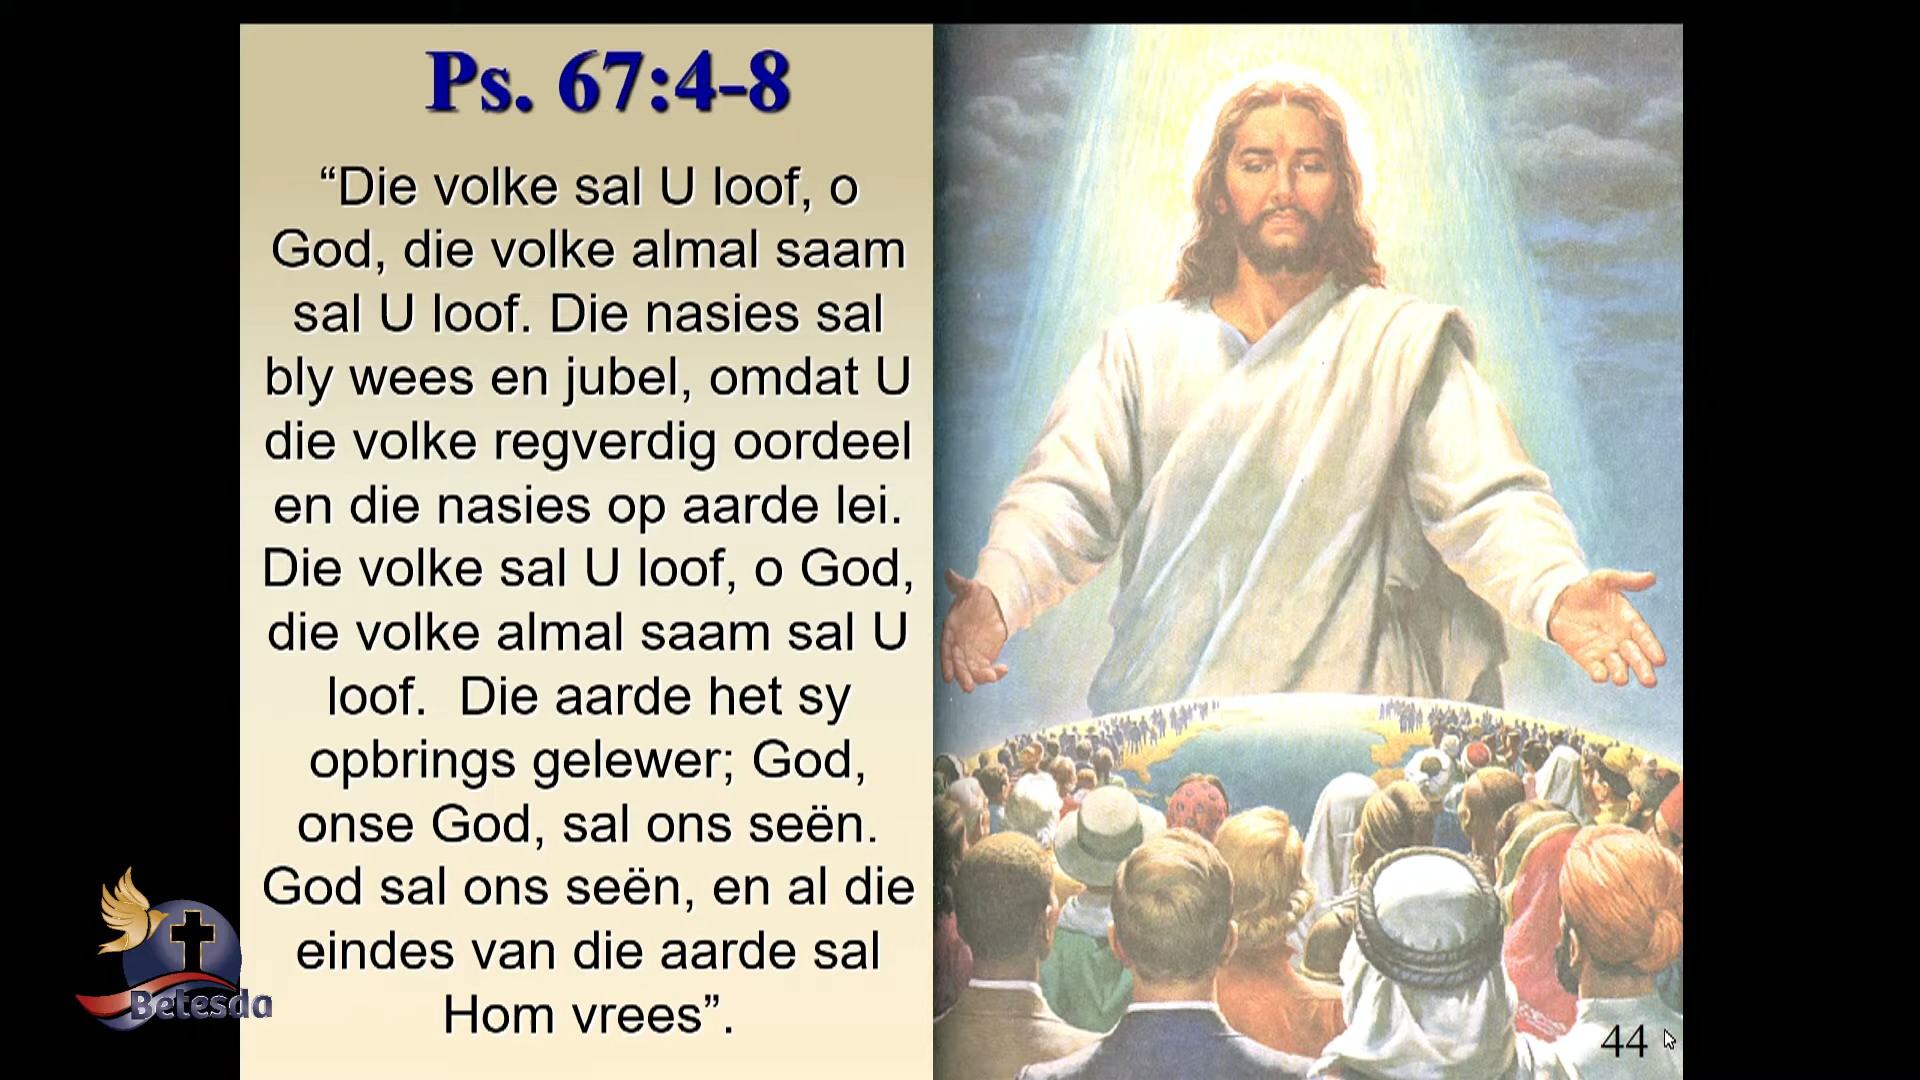 Ps. 67:4-8
“Die volke sal U loof, o
God, die volke almal saam
sal U loof. Die nasies sal
bly wees en jubel, omdat U
die volke regverdig oordeel
en die nasies op aarde lei.
Die volke sal U loof, o God,
die volke almal saam sal U
loof.  Die aarde het sy
opbrings gelewer; God,
onse God, sal ons seën.
God sal ons seën, en al die
eindes van die aarde sal
Hom vrees”.
Betesda
44